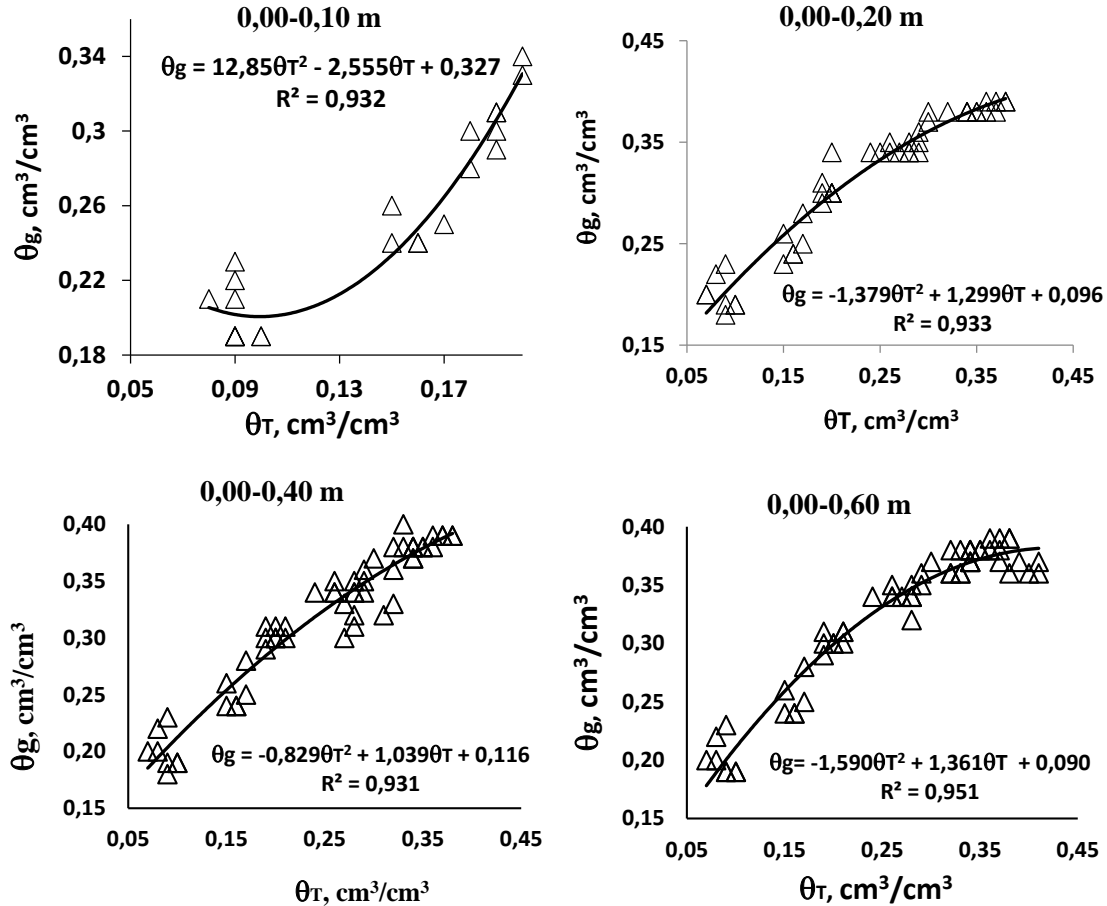 0,00-0,10 m
θg = 12,85θT² - 2,555θT + 0,327
R² = 0,932
θg, cm³/cm³
0,34
0,3
0,26
0,22
0,18
0,05
0,09
0,13
0,17
θT, cm³/cm³
0,00-0,20 m
θg, cm³/cm³
0,45
0,35
0,25
0,15
θg = -1,379θT² + 1,299θT + 0,096
R² = 0,933
0,05
0,15
0,25
0,35
0,45
θT, cm³/cm³
0,00-0,40 m
θg, cm³/cm³
0,40
0,35
0,30
0,25
0,20
0,15
θg = -0,829θT² + 1,039θT + 0,116
R² = 0,931
0,05
0,15
0,25
0,35
0,45
θT, cm³/cm³
0,00-0,60 m
θg, cm³/cm³
0,40
0,35
0,30
0,25
0,20
0,15
θg= -1,590θT² + 1,361θT + 0,090
R² = 0,951
0,05
0,15
0,25
0,35
0,45
θT, cm³/cm³